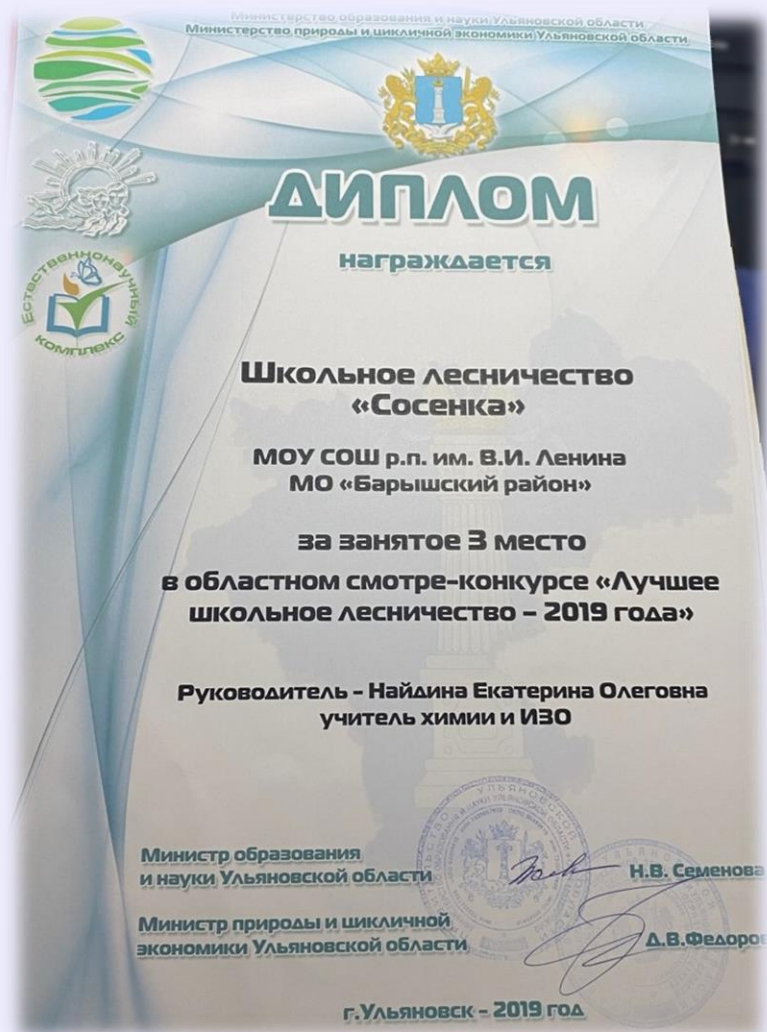 Министерство образования и науки Ульяновской области
Министерство природы и цикличной экономики Ульяновской области
ДИПЛОМ
награждается
Естественнонаучный
комплекс
Школьное лесничество
«Сосенка»
МОУ СОШ р.п. им. В.И. Ленина
МО «Барышский район»
за занятое 3 место
в областном смотре-конкурсе «Лучшее
школьное лесничество – 2019 года»
Руководитель – Найдина Екатерина Олеговна
учитель химии и ИЗО
Министр образования
и науки Ульяновской области
Н.В. Семенова
Министр природы и цикличной
экономики Ульяновской области
Д.В.Федоров
г.Ульяновск – 2019 год